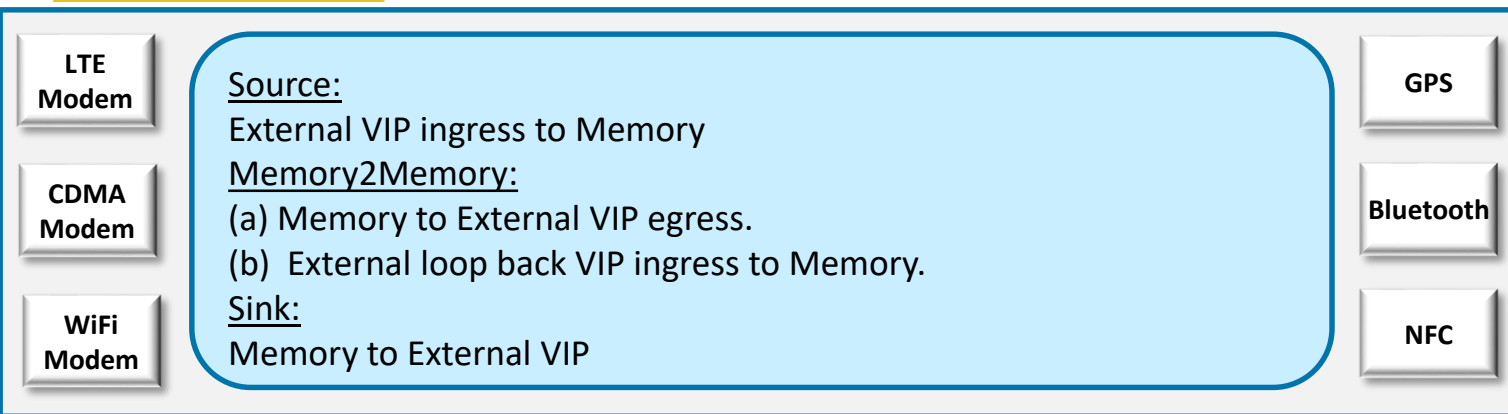 LTE
Modem
CDMA
Modem
WiFi
Modem
Source:
External VIP ingress to Memory
Memory2Memory:
(a) Memory to External VIP egress.
(b) External loop back VIP ingress to Memory.
Sink:
Memory to External VIP
GPS
Bluetooth
NFC